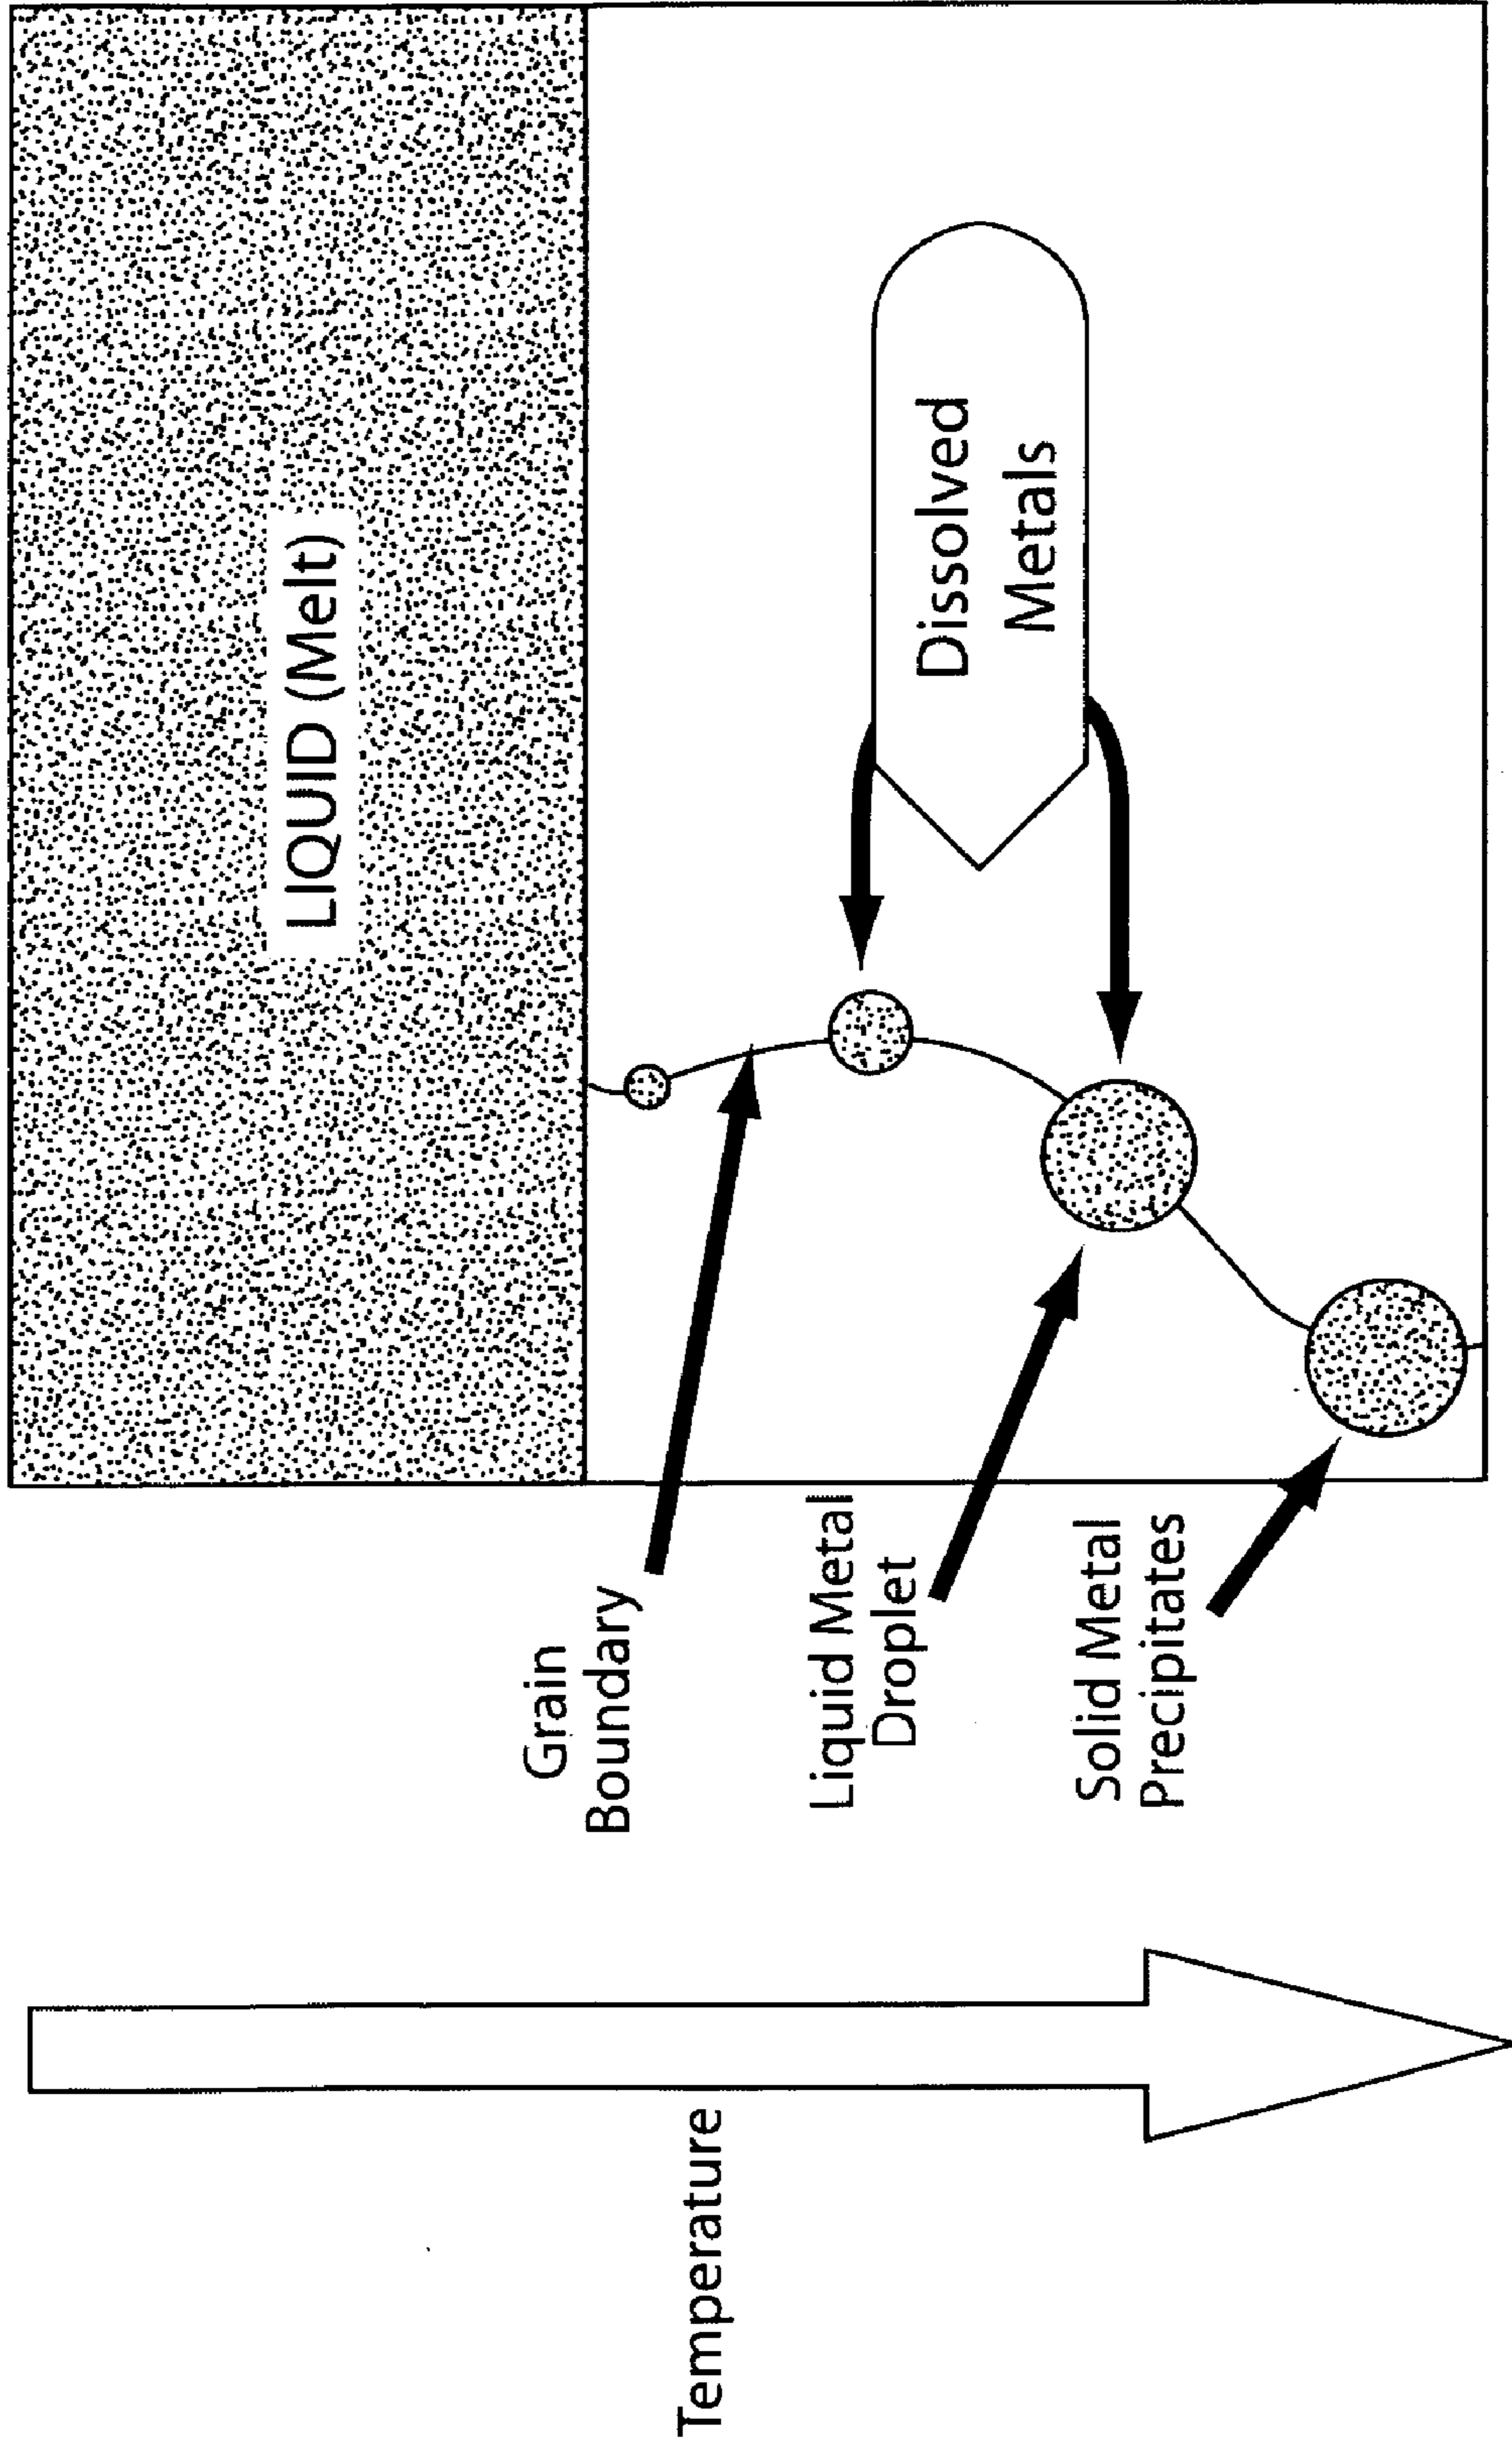 LIQUID (Melt)
Dissolved
Metals
Grain
Boundary
Liquid Metal
Droplet
Solid Metal
Precipitates
Temperature